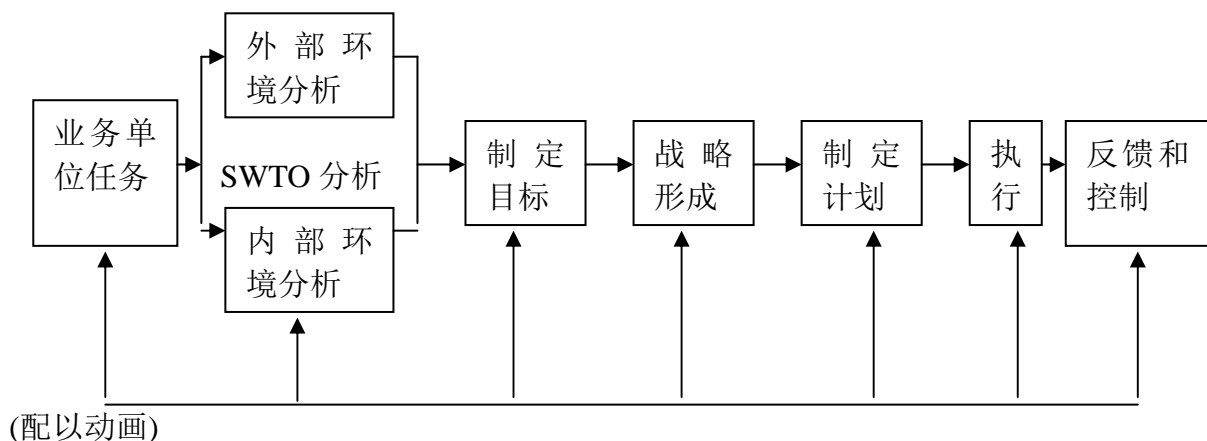 外部环
境分析
业务单
位任务
SWTO 分析
内部环
境分析
制定
目标
战略
形成
制定
计划
执
行
反馈和
控制
(配以动画)